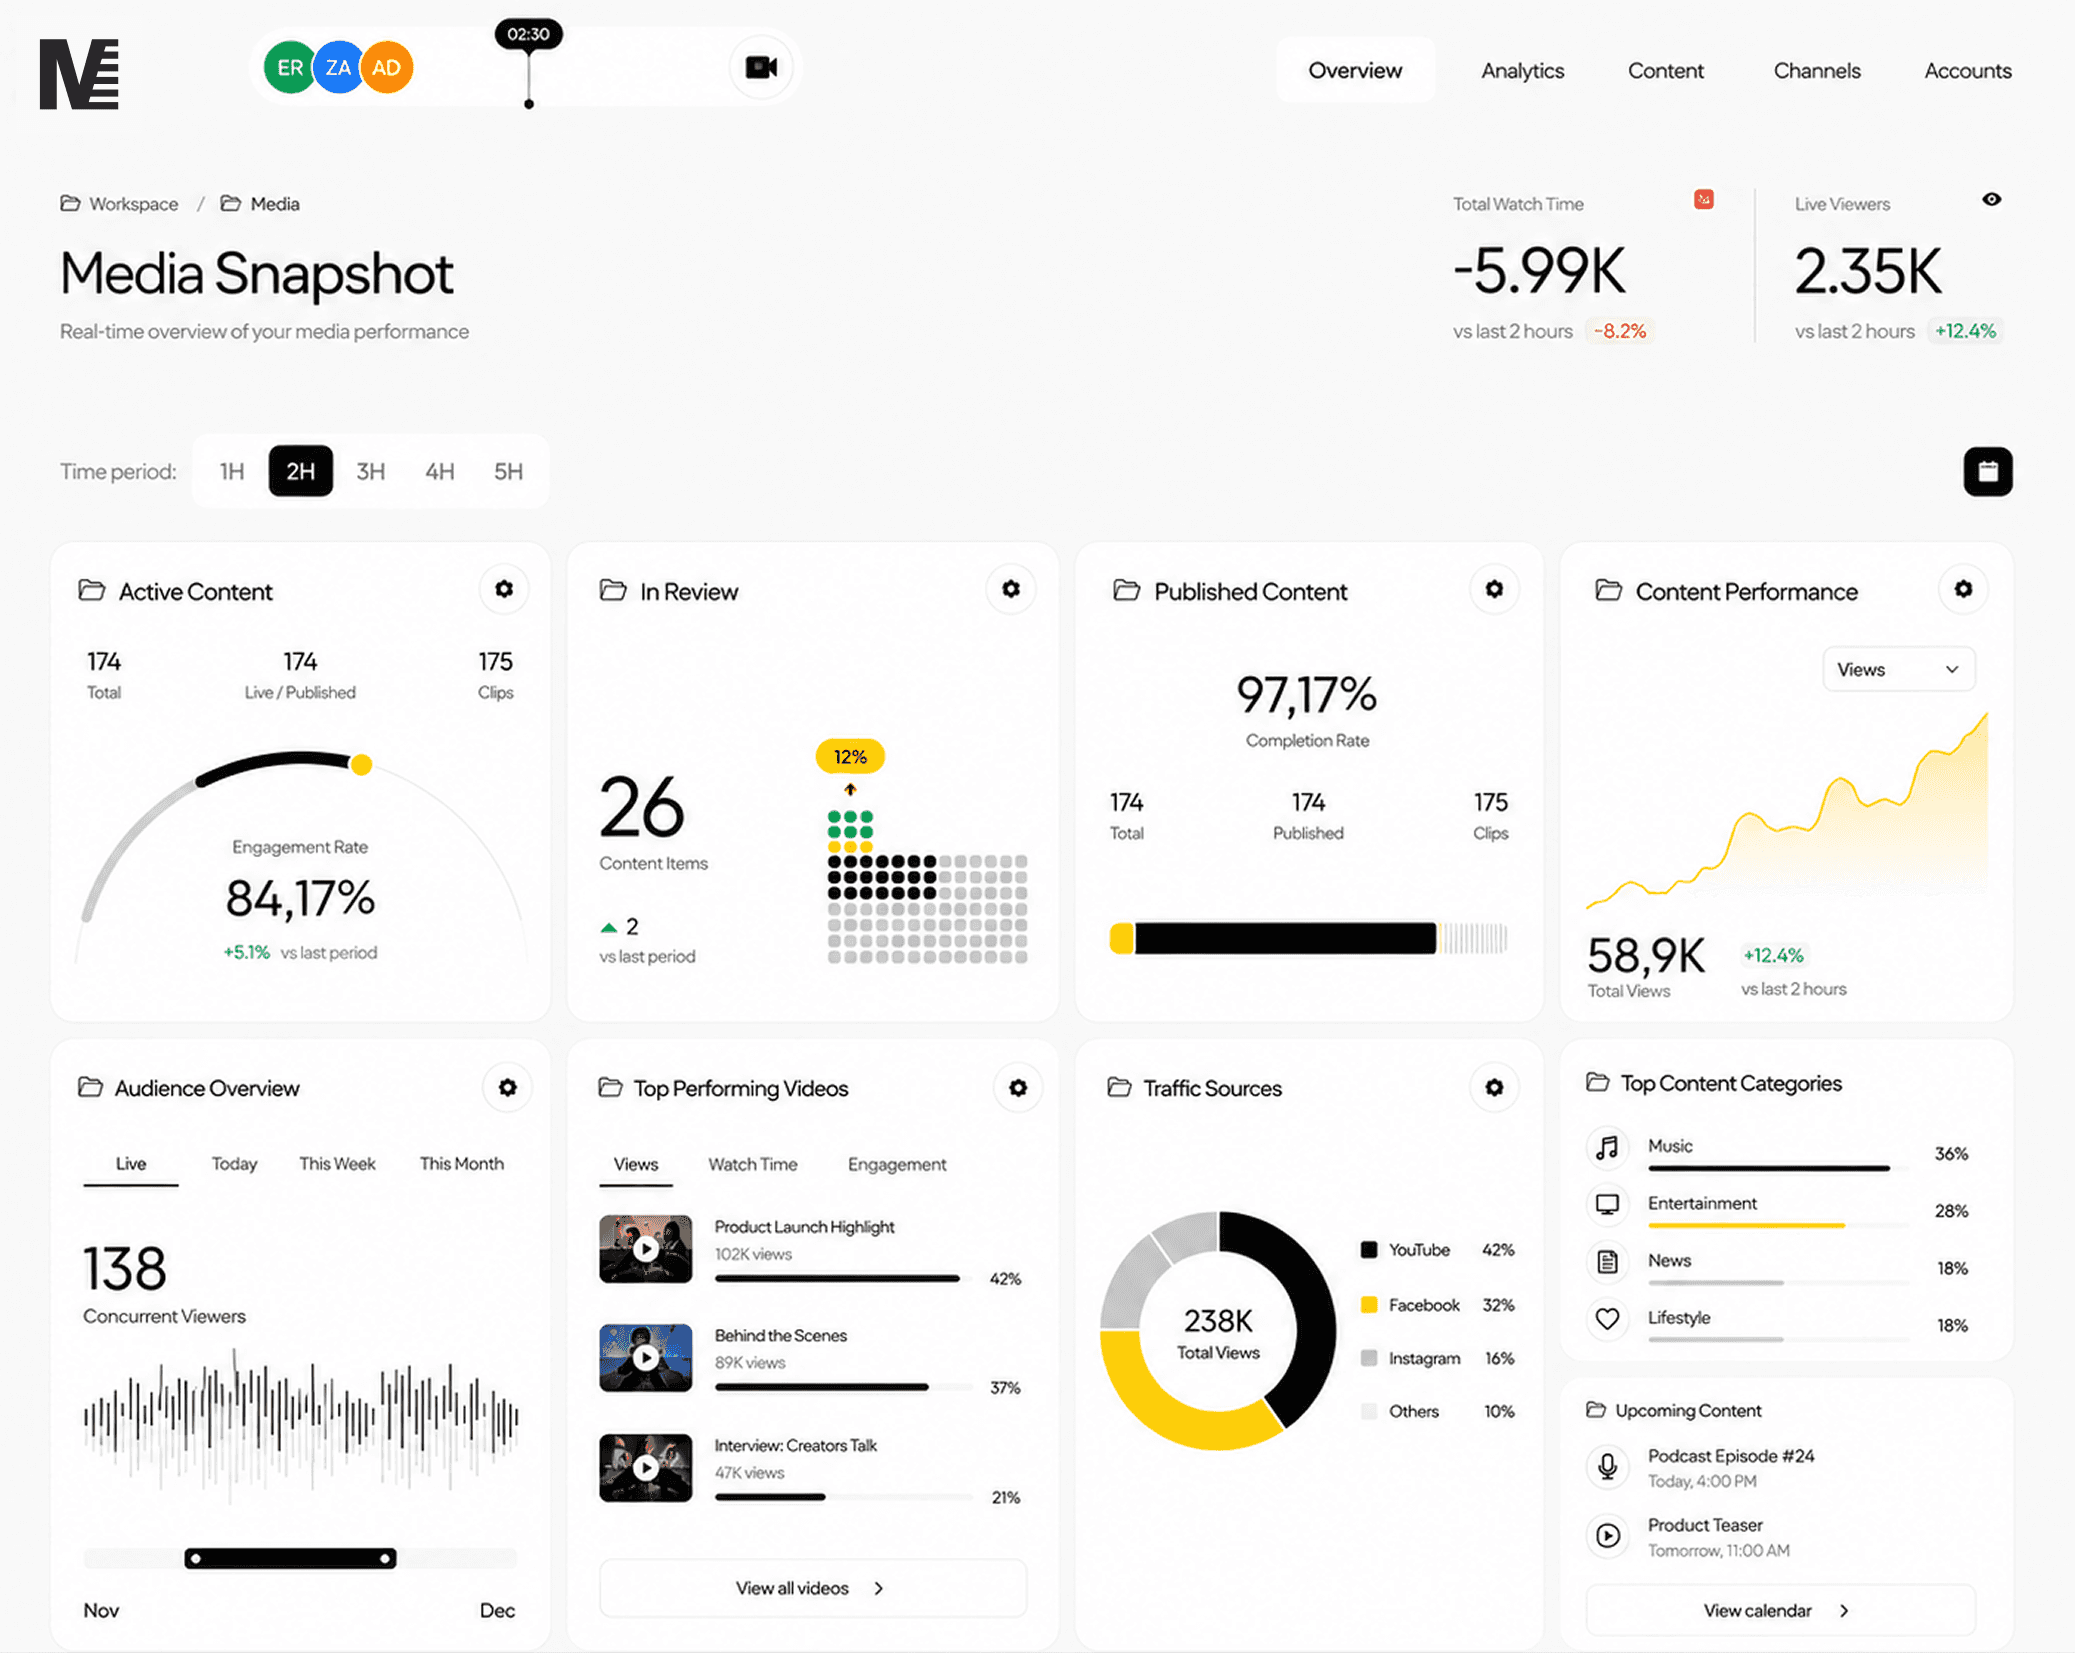 02:30
ER ZA AD
Overview Analytics Content Channels Accounts
Workspace / Media
Media Snapshot
Real-time overview of your media performance
Total Watch Time
-5.99K
vs last 2 hours -8.2%
Live Viewers
2.35K
vs last 2 hours +12.4%
Time period: 1H 2H 3H 4H 5H
Active Content
174 174 175
Total Live / Published Clips
Engagement Rate
84,17%
+5.1% vs last period
In Review
12%
26
Content Items
2
vs last period
Published Content
97,17%
Completion Rate
174 174 175
Total Published Clips
Content Performance
Views
58,9K +12.4%
Total Views vs last 2 hours
Audience Overview
Live Today This Week This Month
138
Concurrent Viewers
Nov Dec
Top Performing Videos
Views Watch Time Engagement
Product Launch Highlight
102K views
42%
Behind the Scenes
89K views
37%
Interview: Creators Talk
47K views
21%
View all videos
Traffic Sources
238K
Total Views
YouTube 42%
Facebook 32%
Instagram 16%
Others 10%
Top Content Categories
Music 36%
Entertainment 28%
News 18%
Lifestyle 18%
Upcoming Content
Podcast Episode #24
Today, 4:00 PM
Product Teaser
Tomorrow, 11:00 AM
View calendar